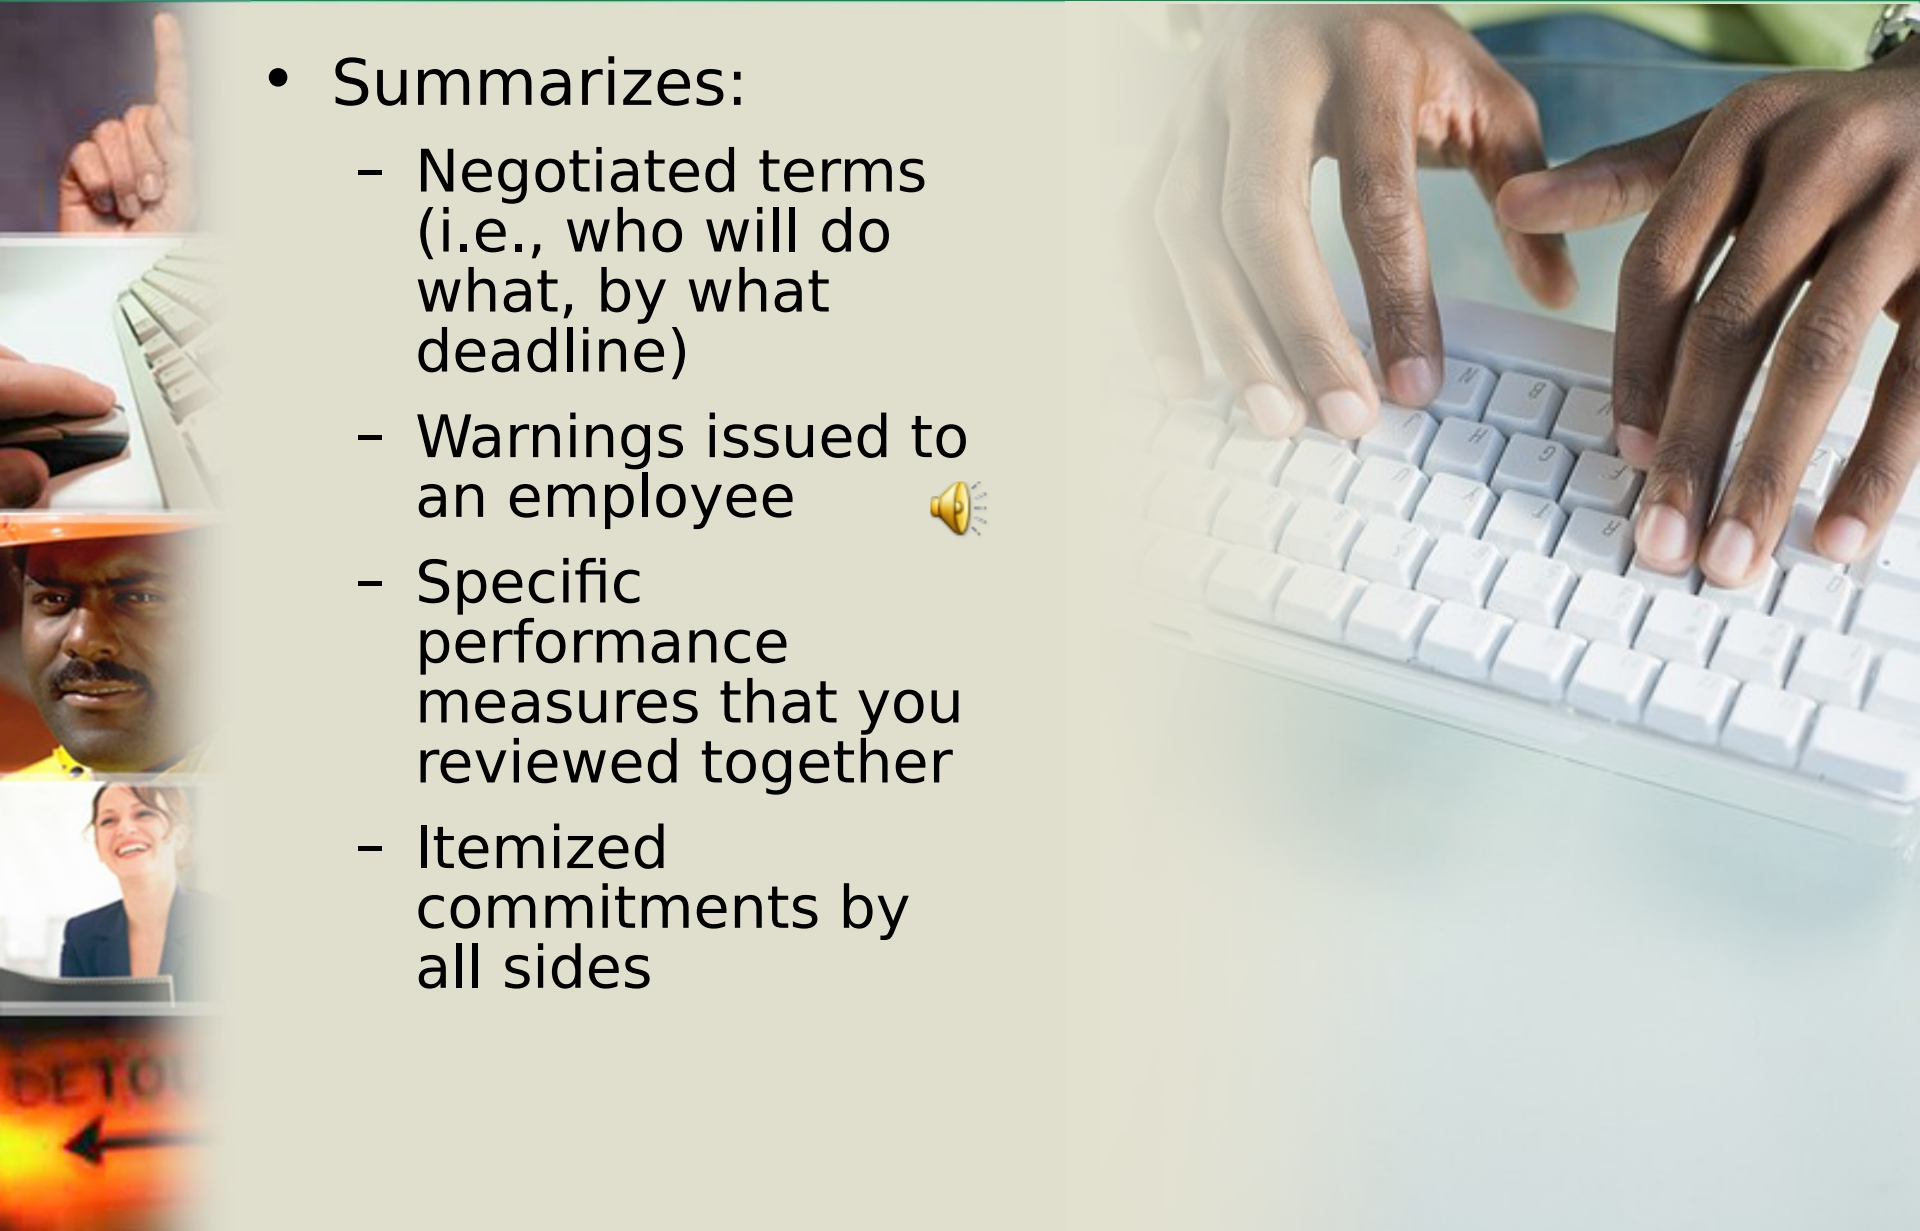 • Summarizes:
– Negotiated terms
(i.e., who will do
what, by what
deadline)
– Warnings issued to
an employee
– Specific
performance
measures that you
reviewed together
– Itemized
commitments by
all sides
DETOU
N
B
H
G
F
T
R